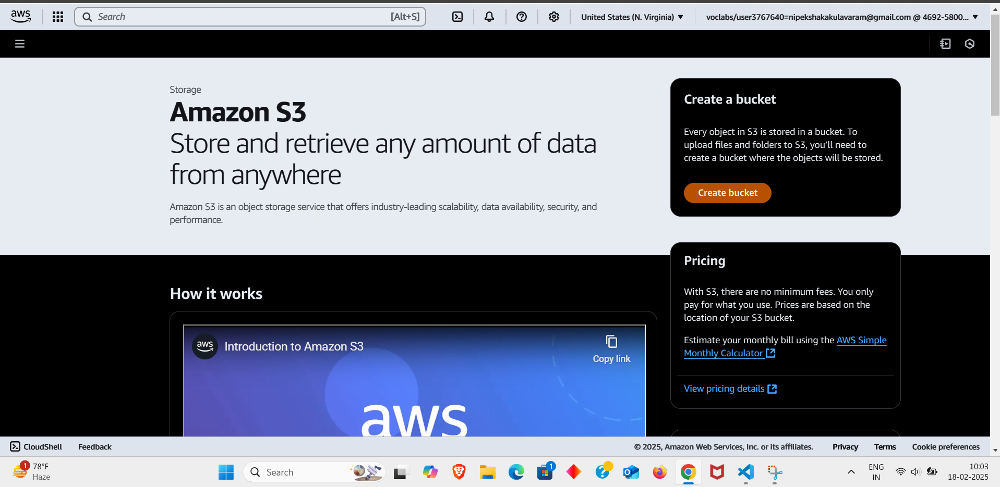 aws
Search
[Alt+S]
United States (N. Virginia)
voclabs/user3767640=nipekshakakulavaram@gmail.com @ 4692-5800...
Storage
Amazon S3
Store and retrieve any amount of data
from anywhere
Amazon S3 is an object storage service that offers industry-leading scalability, data availability, security, and
performance.
Create a bucket
Every object in S3 is stored in a bucket. To
upload files and folders to S3, you’ll need to
create a bucket where the objects will be stored.
Create bucket
Pricing
With S3, there are no minimum fees. You only
pay for what you use. Prices are based on the
location of your S3 bucket.
Estimate your monthly bill using the AWS Simple
Monthly Calculator
View pricing details
How it works
aws
Introduction to Amazon S3
Copy link
aws
CloudShell
Feedback
© 2025, Amazon Web Services, Inc. or its affiliates.
Privacy
Terms
Cookie preferences
1
78°F
Haze
Search
1
ENG
IN
10:03
18-02-2025